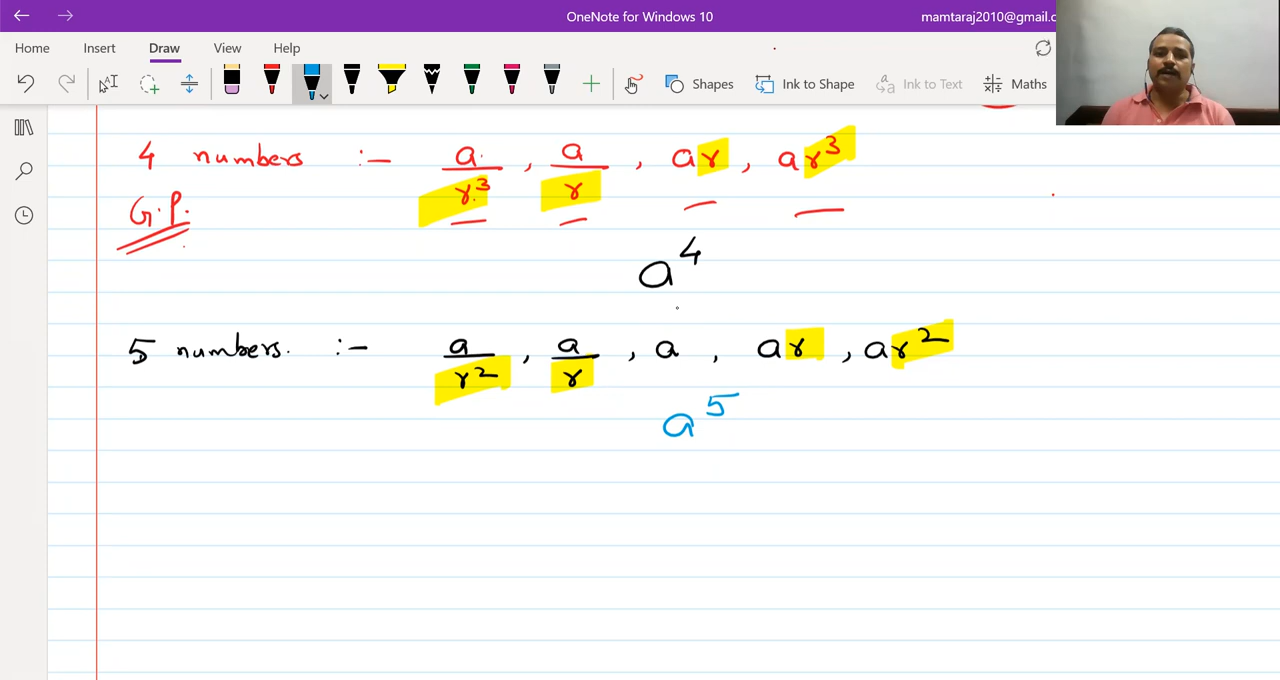 OneNote for Windows 10
mamtaraj2010@gmail.c
Home Insert Draw View Help
Shapes Ink to Shape Ink to Text Maths
4 numbers :- a/r³ , a/r , ar , ar³
G.P.
a⁴
5 numbers. :- a/r² , a/r , a , ar , ar²
a⁵